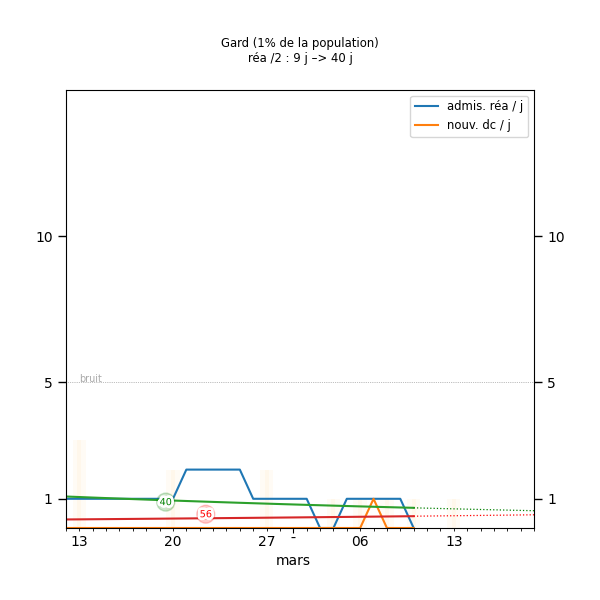 Gard (1% de la population)
réa /2 : 9 j –> 40 j
admis. réa / j
nouv. dc / j
10 10
bruit
5 5
1 1
40
56
13 20 27 - 06 13
mars